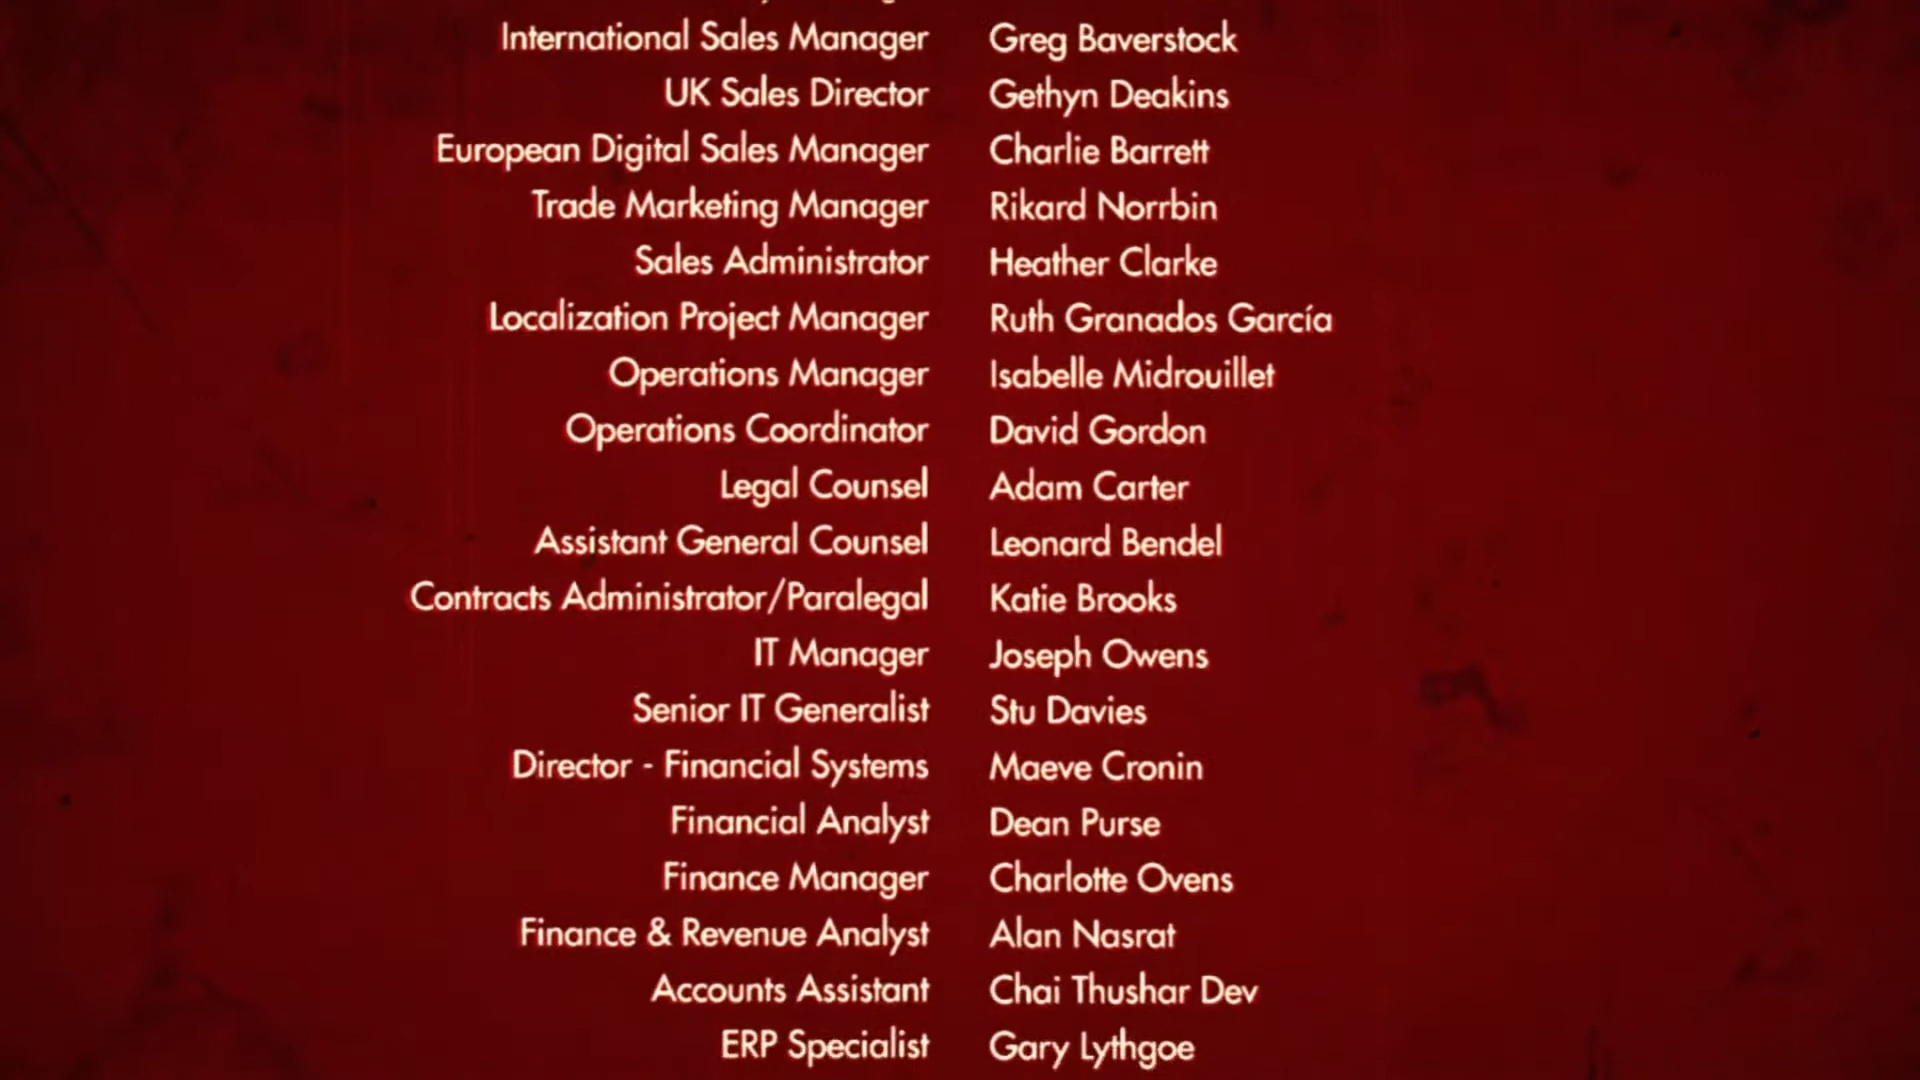 International Sales Manager Greg Baverstock
UK Sales Director Gethyn Deakins
European Digital Sales Manager Charlie Barrett
Trade Marketing Manager Rikard Norrbin
Sales Administrator Heather Clarke
Localization Project Manager Ruth Granados García
Operations Manager Isabelle Midrouillet
Operations Coordinator David Gordon
Legal Counsel Adam Carter
Assistant General Counsel Leonard Bendel
Contracts Administrator/Paralegal Katie Brooks
IT Manager Joseph Owens
Senior IT Generalist Stu Davies
Director - Financial Systems Maeve Cronin
Financial Analyst Dean Purse
Finance Manager Charlotte Ovens
Finance & Revenue Analyst Alan Nasrat
Accounts Assistant Chai Thushar Dev
ERP Specialist Gary Lythgoe